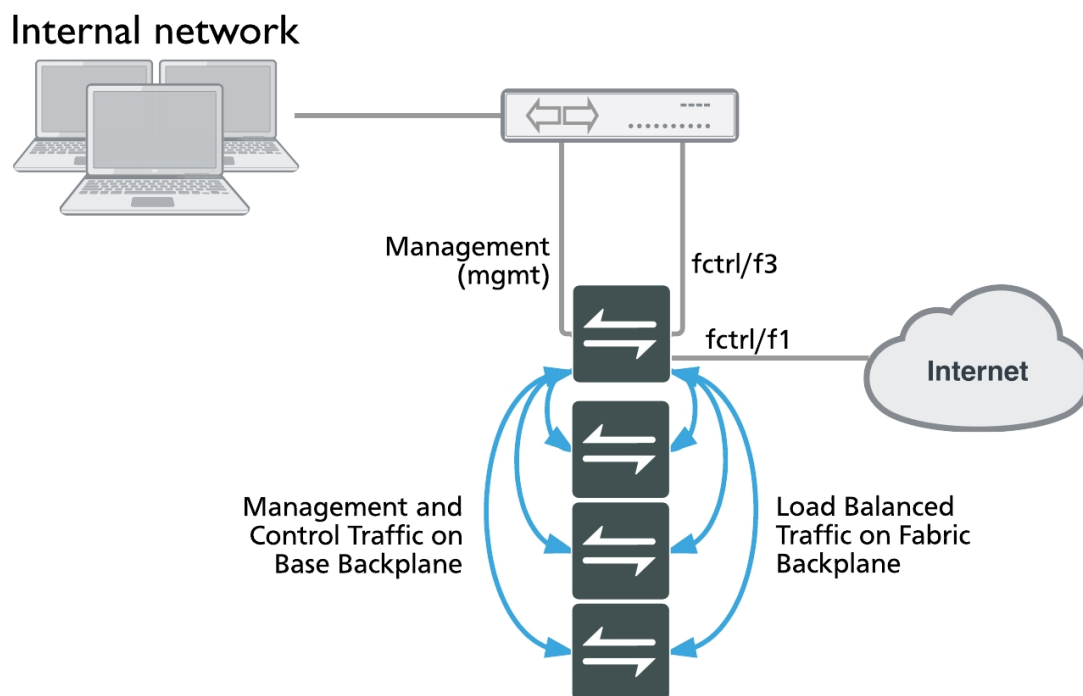 Internal network
Management
(mgmt)
fctrl/f3
fctrl/f1
Internet
Management and
Control Traffic on
Base Backplane
Load Balanced
Traffic on Fabric
Backplane